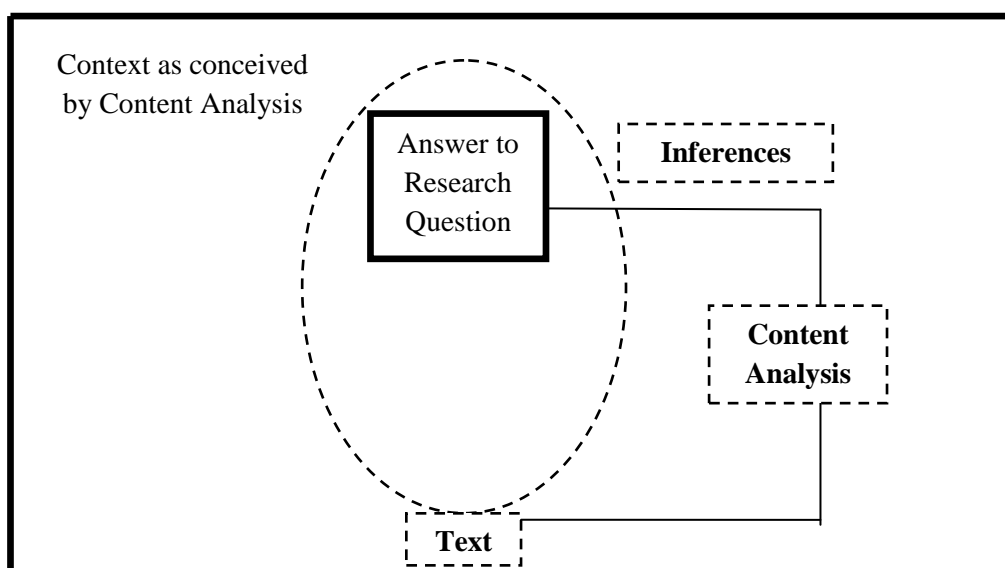 Context as conceived
by Content Analysis
Answer to
Research
Question
Inferences
Content
Analysis
Text